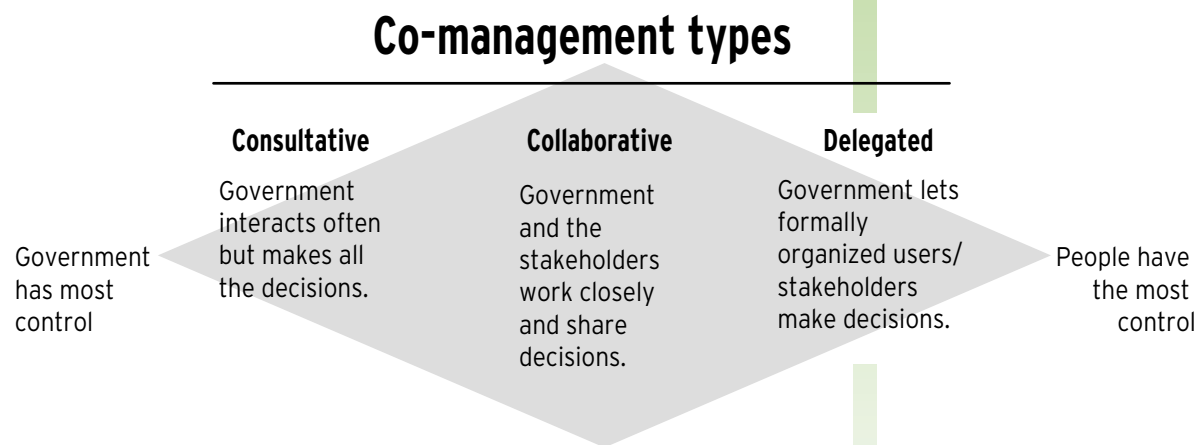 Co-management types
Consultative
Government
interacts often
but makes all
the decisions.
Collaborative
Government
and the
stakeholders
work closely
and share
decisions.
Delegated
Government lets
formally
organized users/
stakeholders
make decisions.
Government
has most
control
People have
the most
control